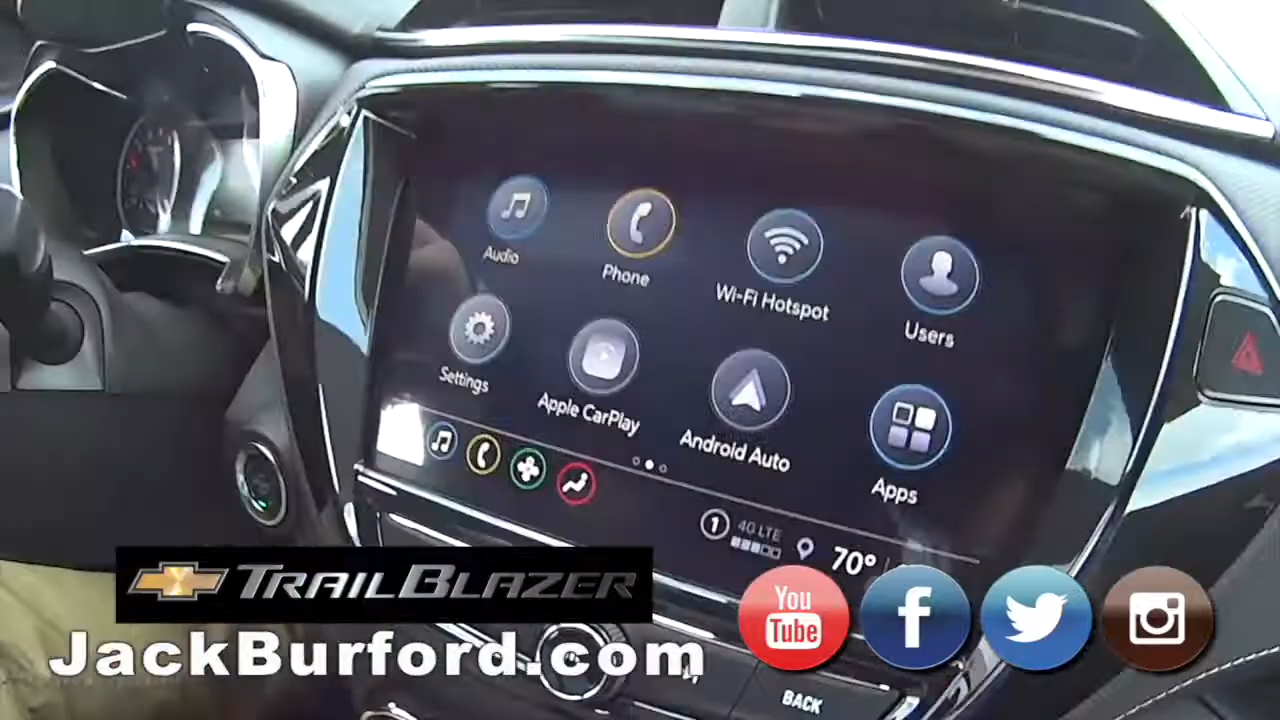 Audio
Phone
Wi-Fi Hotspot
Users
Settings
Apple CarPlay
Android Auto
Apps
1 4G LTE 70°
TRAILBLAZER
JackBurford.com
You
Tube
BACK